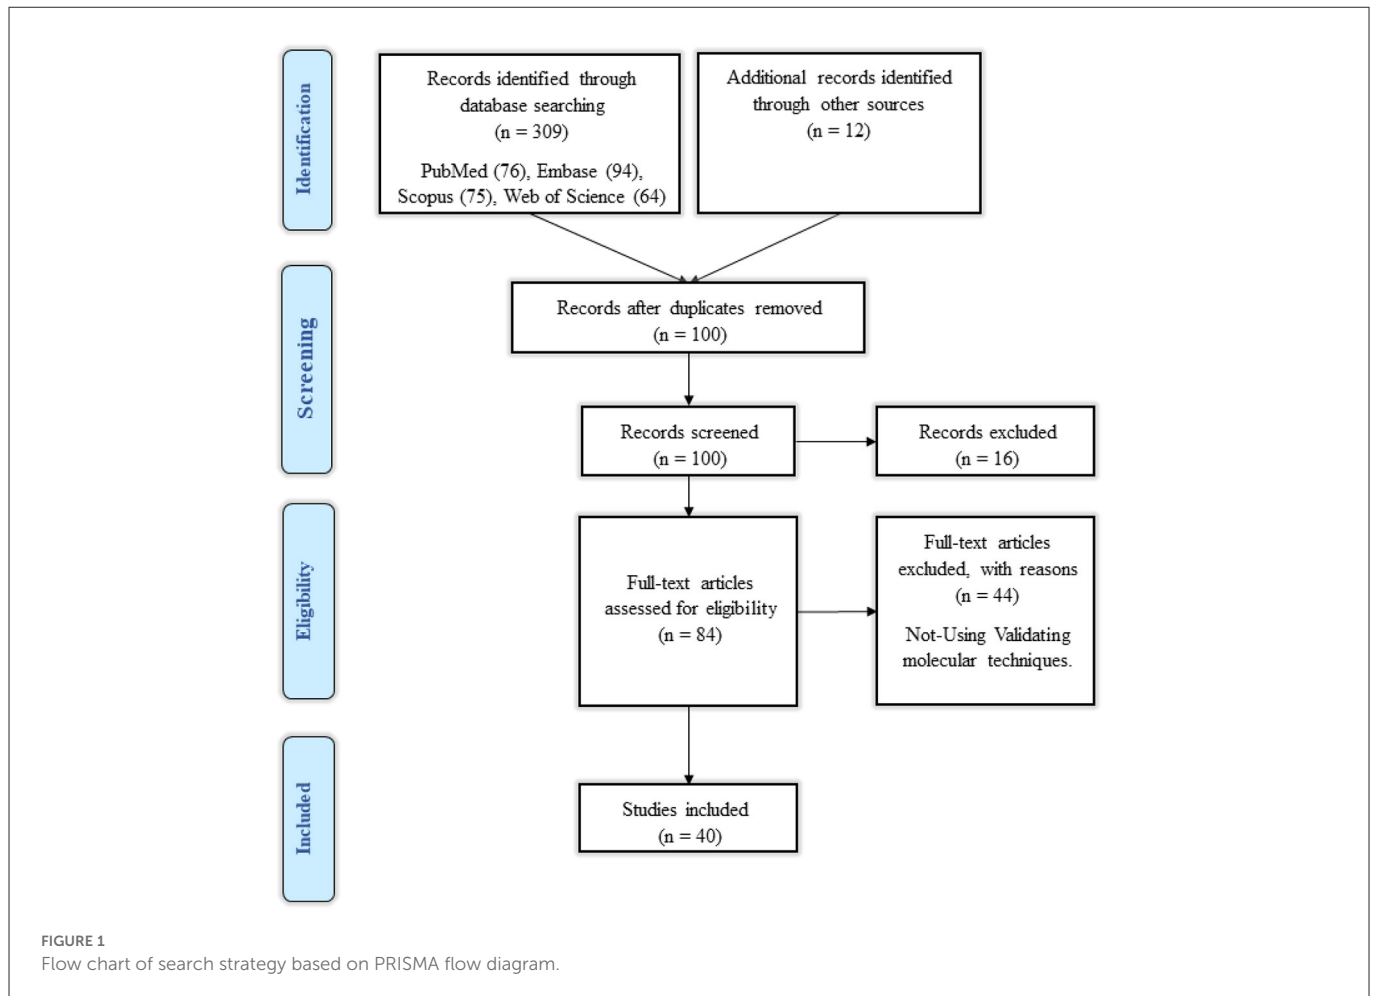 Identification
Records identified through
database searching
(n = 309)
PubMed (76), Embase (94),
Scopus (75), Web of Science (64)
Additional records identified
through other sources
(n = 12)
Screening
Records after duplicates removed
(n = 100)
Records screened
(n = 100)
Records excluded
(n = 16)
Eligibility
Full-text articles
assessed for eligibility
(n = 84)
Full-text articles
excluded, with reasons
(n = 44)
Not-Using Validating
molecular techniques.
Included
Studies included
(n = 40)
FIGURE 1
Flow chart of search strategy based on PRISMA flow diagram.